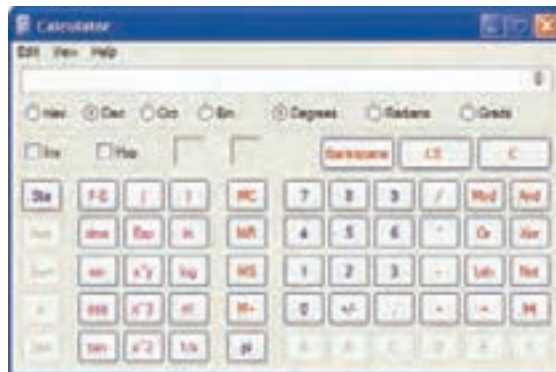 Calculator
Edit View Help
0
Hex Dec Oct Bin Degrees Radians Grads
Inv Hyp Backspace CE C
Sta F-E ( ) MC 7 8 9 / Mod And
dms Exp ln MR 4 5 6 * Or Xor
sin x^y log MS 1 2 3 - Lsh Not
cos x^3 n! M+ 0 +/- . + = Int
tan x^2 1/x pi A B C D E F